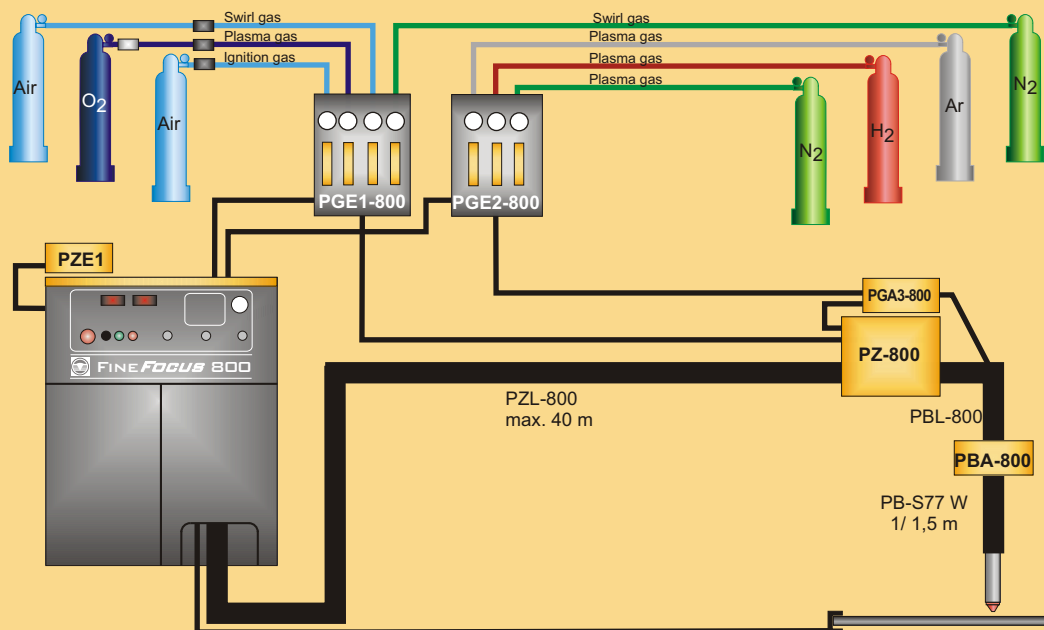 Swirl gas
Plasma gas
Ignition gas
Swirl gas
Plasma gas
Plasma gas
Plasma gas
Air
O2
Air
N2
H2
Ar
N2
PGE1-800
PGE2-800
PZE1
PGA3-800
PZ-800
FINEFOCUS 800
PZL-800
max. 40 m
PBL-800
PBA-800
PB-S77 W
1/ 1,5 m